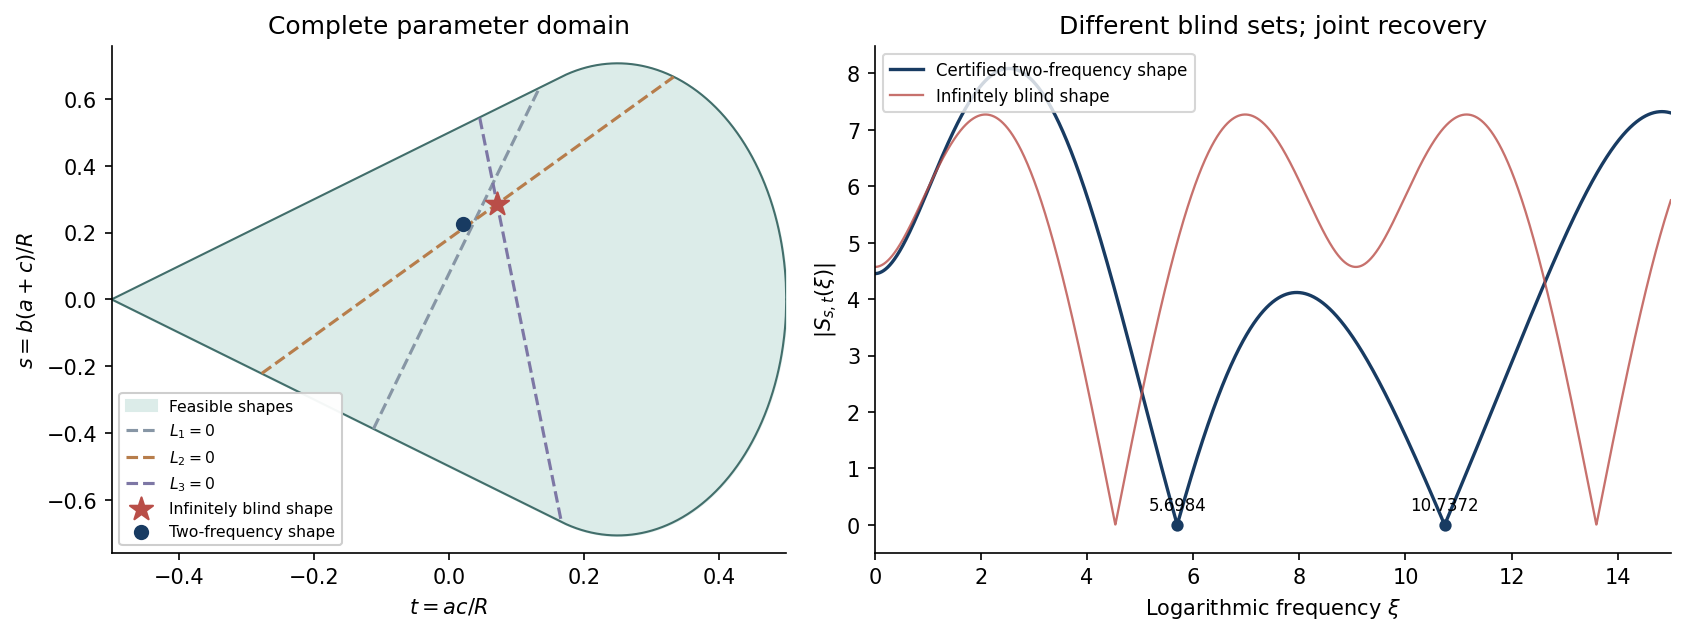 Complete parameter domain
s = b(a + c)/R
0.6
0.4
0.2
0.0
−0.2
−0.4
−0.6
Feasible shapes
L₁ = 0
L₂ = 0
L₃ = 0
Infinitely blind shape
Two-frequency shape
−0.4 −0.2 0.0 0.2 0.4
t = ac/R
Different blind sets; joint recovery
|Sₛ,ₜ(ξ)|
8
7
6
5
4
3
2
1
0
Certified two-frequency shape
Infinitely blind shape
5.6984 10.7372
0 2 4 6 8 10 12 14
Logarithmic frequency ξ